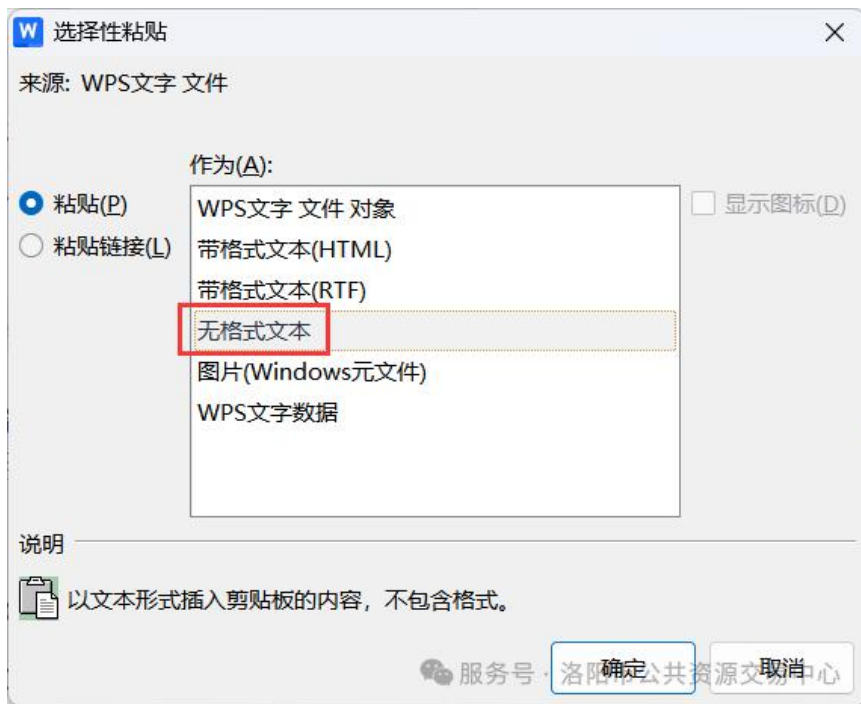 W 选择性粘贴
来源: WPS文字 文件
作为(A):
粘贴(P)
粘贴链接(L)
WPS文字 文件 对象
带格式文本(HTML)
带格式文本(RTF)
无格式文本
图片(Windows元文件)
WPS文字数据
显示图标(D)
说明
以文本形式插入剪贴板的内容，不包含格式。
确定
取消
服务号 · 洛阳市公共资源交易中心